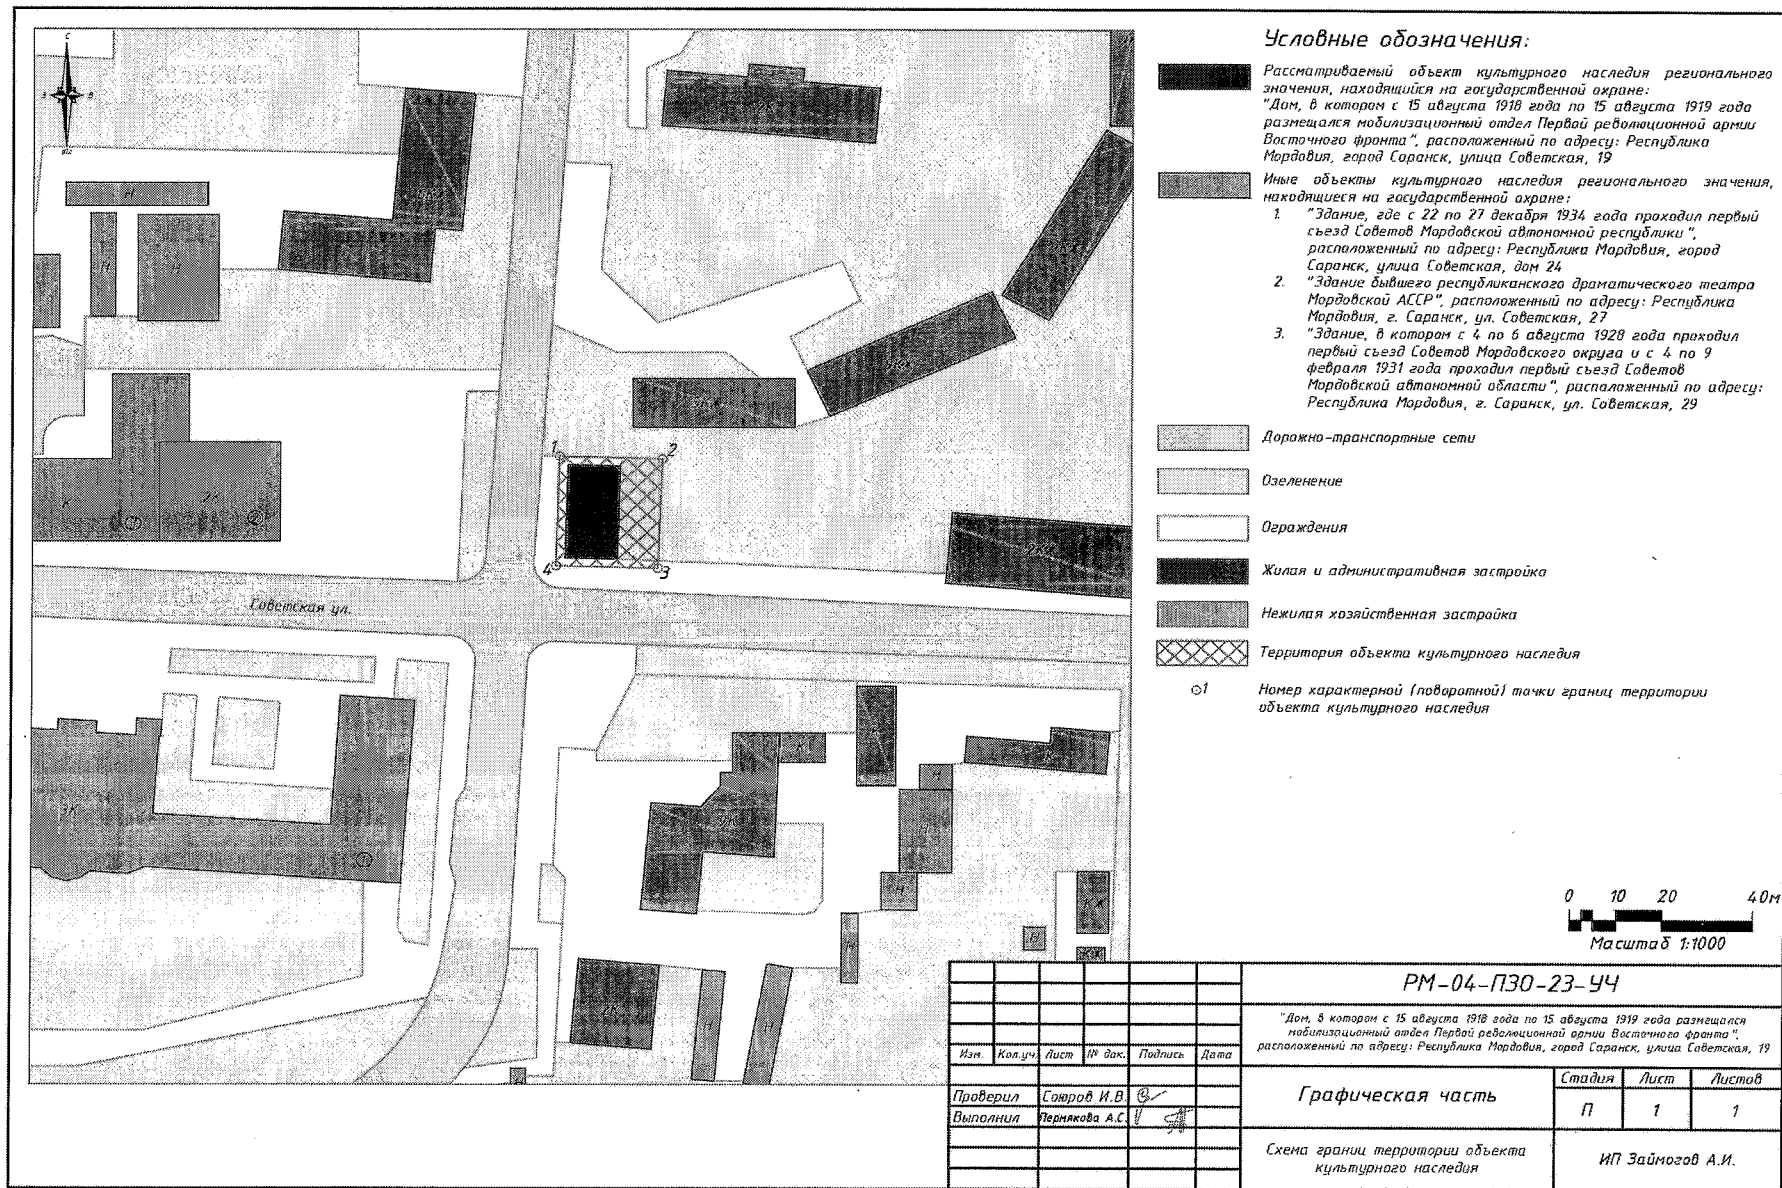 С
З
В
Юг
Н
Н
Н
К
2К
1
2
1
2
3
4
Советская ул.
3К
1
К
Н
Н
Н
Н
Н
Н
Н
2К
Условные обозначения:
Рассматриваемый объект культурного наследия регионального
значения, находящийся на государственной охране:
"Дом, в котором с 15 августа 1918 года по 15 августа 1919 года
размещался мобилизационный отдел Первой революционной армии
Восточного фронта", расположенный по адресу: Республика
Мордовия, город Саранск, улица Советская, 19
Иные объекты культурного наследия регионального значения,
находящиеся на государственной охране:
1. "Здание, где с 22 по 27 декабря 1934 года проходил первый
съезд Советов Мордовской автономной республики",
расположенный по адресу: Республика Мордовия, город
Саранск, улица Советская, дом 24
2. "Здание бывшего республиканского драматического театра
Мордовской АССР", расположенный по адресу: Республика
Мордовия, г. Саранск, ул. Советская, 27
3. "Здание, в котором с 4 по 6 августа 1928 года проходил
первый съезд Советов Мордовского округа и с 4 по 9
февраля 1931 года проходил первый съезд Советов
Мордовской автономной области", расположенный по адресу:
Республика Мордовия, г. Саранск, ул. Советская, 29
Дорожно-транспортные сети
Озеленение
Ограждения
Жилая и административная застройка
Нежилая хозяйственная застройка
Территория объекта культурного наследия
1 Номер характерной (поворотной) точки границ территории
объекта культурного наследия
0 10 20 40м
Масштаб 1:1000
РМ-04-ПЗО-23-УЧ
"Дом, в котором с 15 августа 1918 года по 15 августа 1919 года размещался
мобилизационный отдел Первой революционной армии Восточного фронта",
расположенный по адресу: Республика Мордовия, город Саранск, улица Советская, 19
Изм. Кол.уч. Лист № док. Подпись Дата
Проверил Сюров И.В.
Выполнил Пермякова А.С.
Графическая часть
Стадия Лист Листов
П 1 1
Схема границ территории объекта
культурного наследия
ИП Займогов А.И.